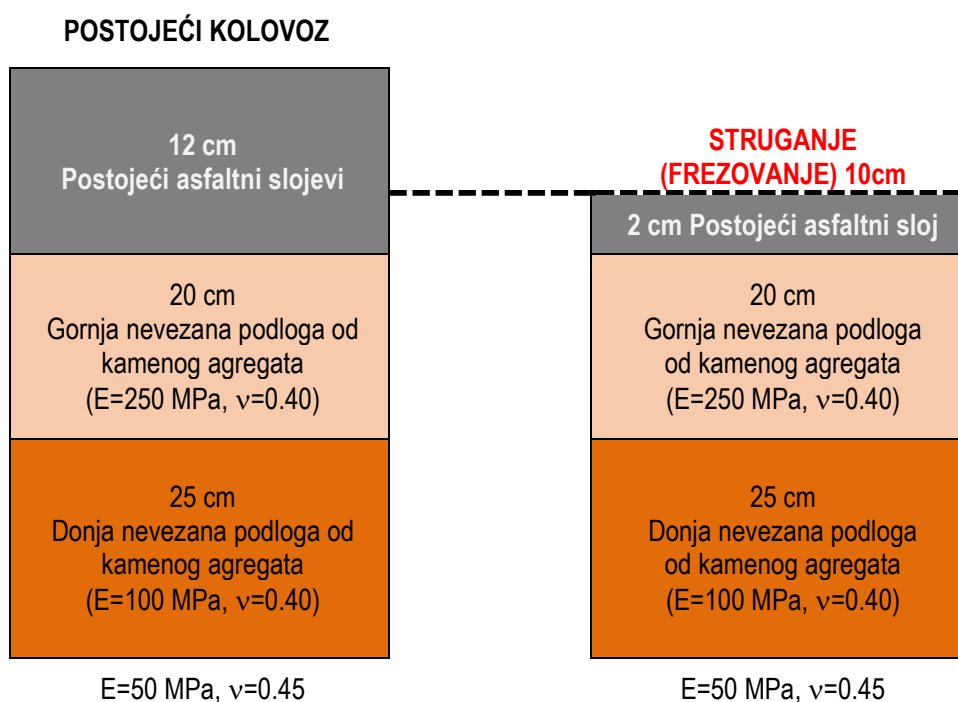 POSTOJEĆI KOLOVOZ
12 cm
Postojeći asfaltni slojevi
20 cm
Gornja nevezana podloga od
kamenog agregata
(E=250 MPa, ν=0.40)
25 cm
Donja nevezana podloga od
kamenog agregata
(E=100 MPa, ν=0.40)
E=50 MPa, ν=0.45
STRUGANJE
(FREZOVANJE) 10cm
2 cm Postojeći asfaltni sloj
20 cm
Gornja nevezana podloga
od kamenog agregata
(E=250 MPa, ν=0.40)
25 cm
Donja nevezana podloga
od kamenog agregata
(E=100 MPa, ν=0.40)
E=50 MPa, ν=0.45